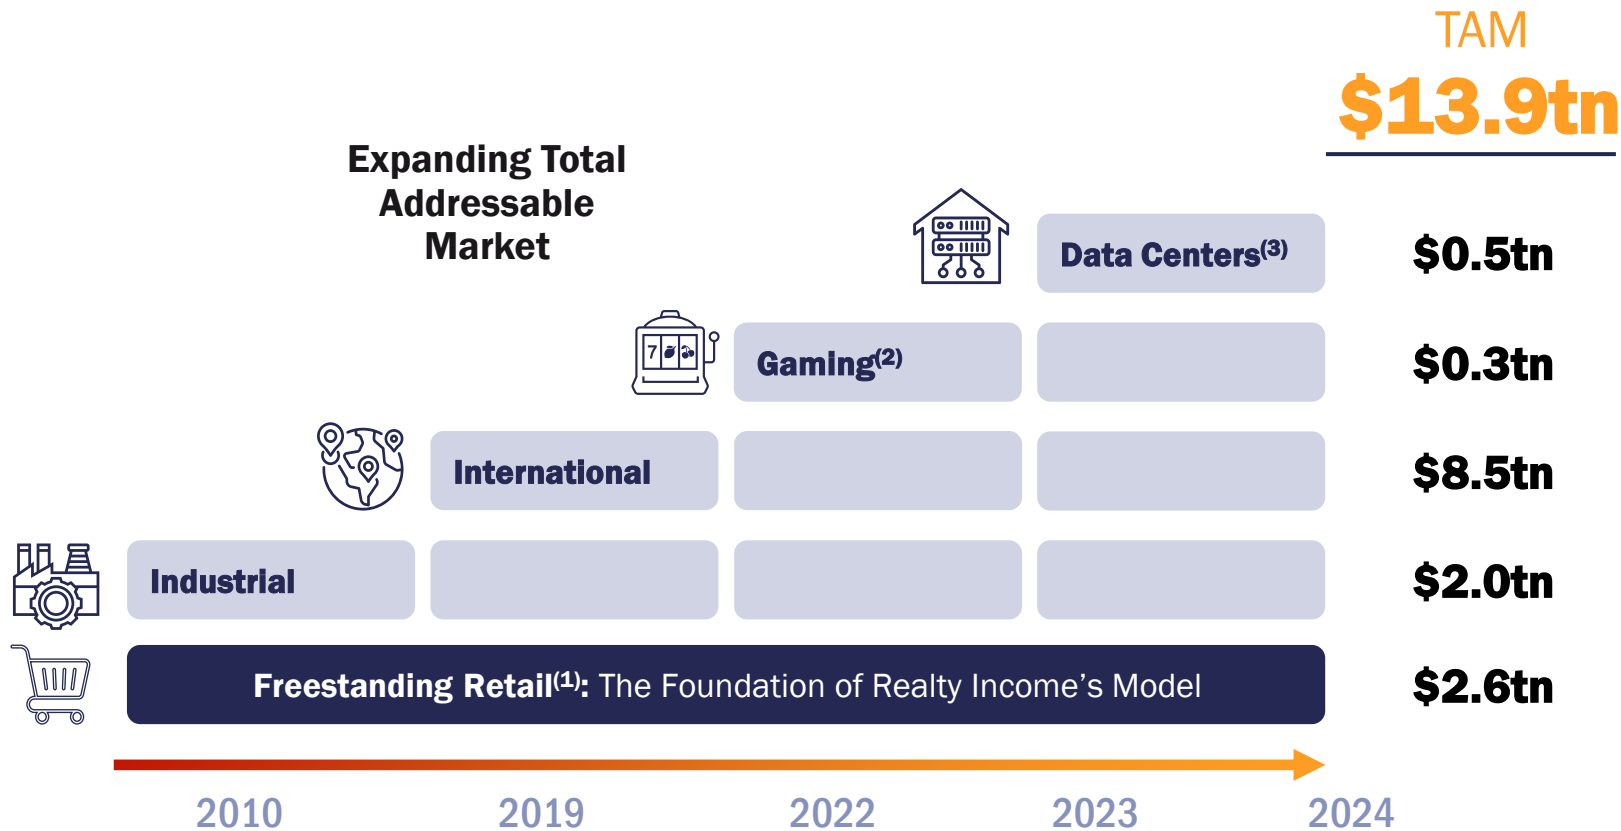 TAM
$13.9tn
Expanding Total
Addressable
Market
Data Centers(3)
$0.5tn
7
Gaming(2)
$0.3tn
International
$8.5tn
Industrial
$2.0tn
Freestanding Retail(1): The Foundation of Realty Income’s Model
$2.6tn
2010 2019 2022 2023 2024